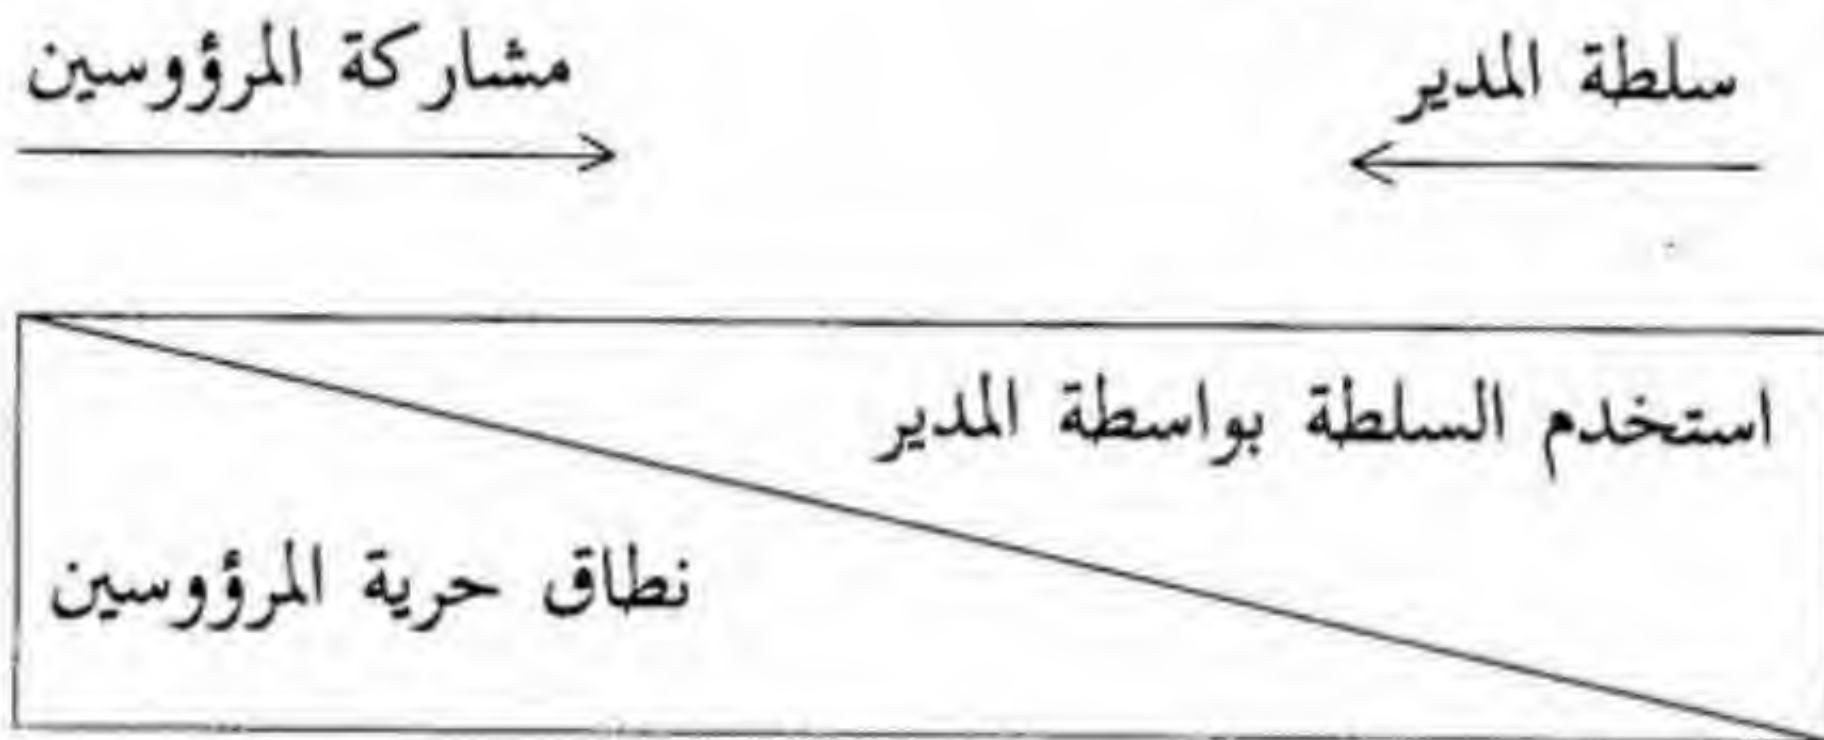 سلطة المدير
مشاركة المرؤوسين
استخدم السلطة بواسطة المدير
نطاق حرية المرؤوسين